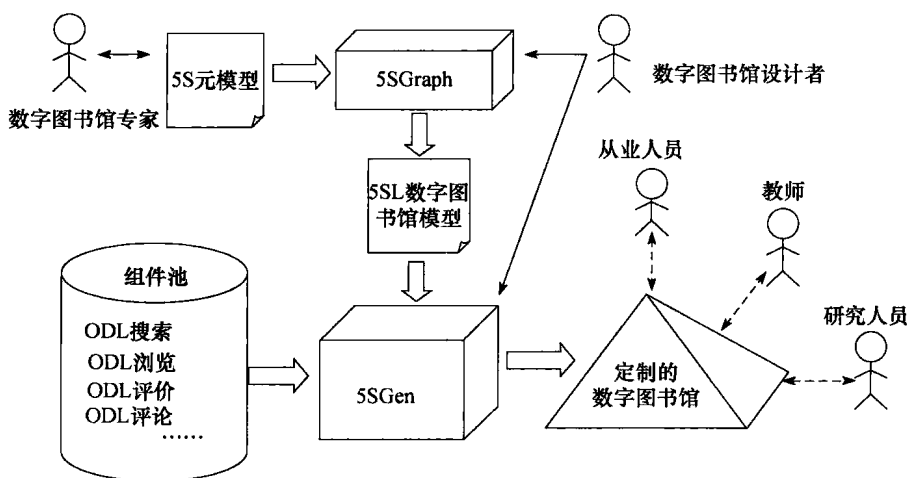 5S元模型
5SGraph
数字图书馆设计者
数字图书馆专家
5SL数字图
书馆模型
从业人员
教师
研究人员
组件池
ODL搜索
ODL浏览
ODL评价
ODL评论
……
5SGen
定制的
数字图书馆